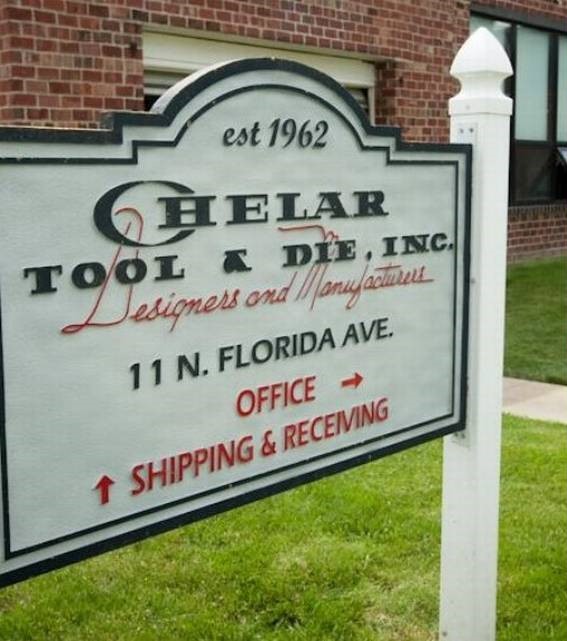 est 1962
CHELAR
TOOL & DIE, INC.
Designers and Manufacturers
11 N. FLORIDA AVE.
OFFICE →
↑ SHIPPING & RECEIVING